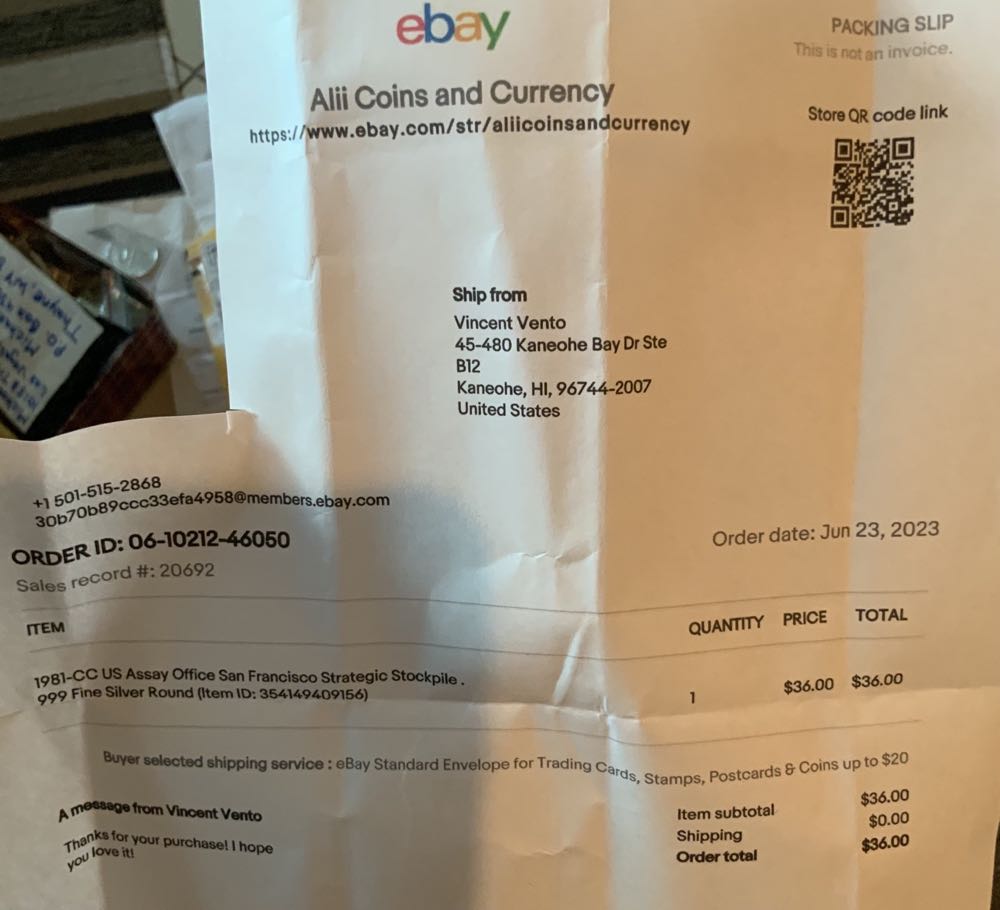 ebay
PACKING SLIP
This is not an invoice.
Alii Coins and Currency
https://www.ebay.com/str/aliicoinsandcurrency
Store QR code link
Ship from
Vincent Vento
45-480 Kaneohe Bay Dr Ste
B12
Kaneohe, HI, 96744-2007
United States
+1 501-515-2868
30b70b89ccc33efa4958@members.ebay.com
ORDER ID: 06-10212-46050
Order date: Jun 23, 2023
Sales record #: 20692
ITEM QUANTITY PRICE TOTAL
1981-CC US Assay Office San Francisco Strategic Stockpile .
999 Fine Silver Round (Item ID: 354149409156) 1 $36.00 $36.00
Buyer selected shipping service : eBay Standard Envelope for Trading Cards, Stamps, Postcards & Coins up to $20
A message from Vincent Vento
Thanks for your purchase! I hope
you love it!
Item subtotal $36.00
Shipping $0.00
Order total $36.00